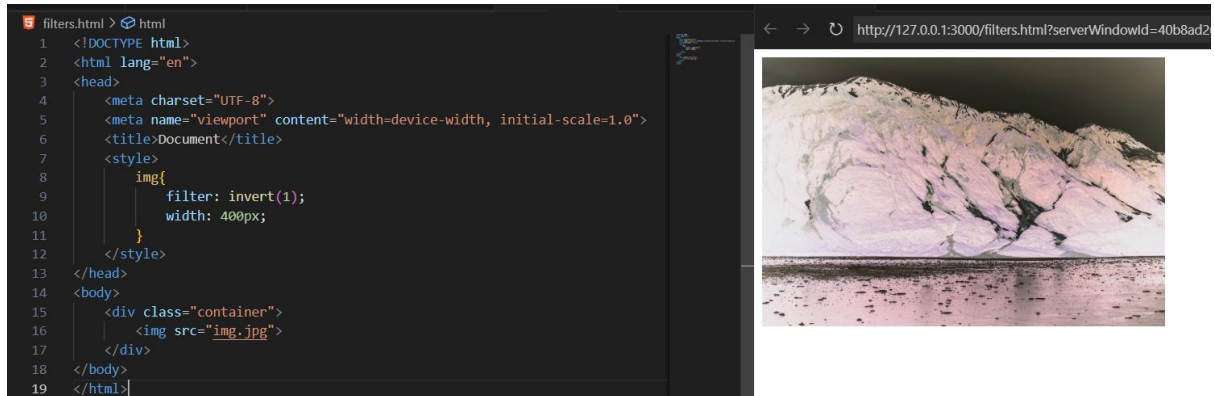 filters.html > html
1 <!DOCTYPE html>
2 <html lang="en">
3 <head>
4     <meta charset="UTF-8">
5     <meta name="viewport" content="width=device-width, initial-scale=1.0">
6     <title>Document</title>
7     <style>
8         img{
9             filter: invert(1);
10             width: 400px;
11         }
12     </style>
13 </head>
14 <body>
15     <div class="container">
16         <img src="img.jpg">
17     </div>
18 </body>
19 </html>
http://127.0.0.1:3000/filters.html?serverWindowId=40b8ad2